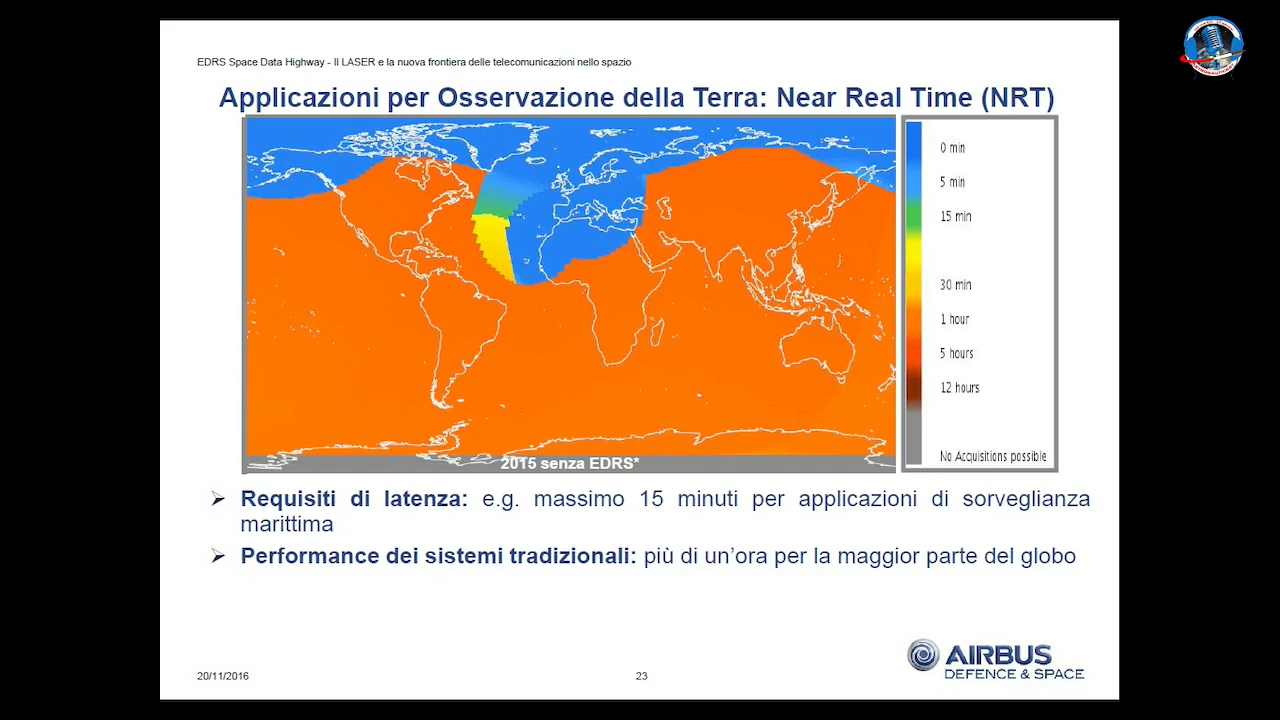 EDRS Space Data Highway - Il LASER e la nuova frontiera delle telecomunicazioni nello spazio
Applicazioni per Osservazione della Terra: Near Real Time (NRT)
0 min
5 min
15 min
30 min
1 hour
5 hours
12 hours
No Acquisitions possible
2015 senza EDRS*
➢ Requisiti di latenza: e.g. massimo 15 minuti per applicazioni di sorveglianza
marittima
➢ Performance dei sistemi tradizionali: più di un’ora per la maggior parte del globo
AIRBUS
DEFENCE & SPACE
20/11/2016
23